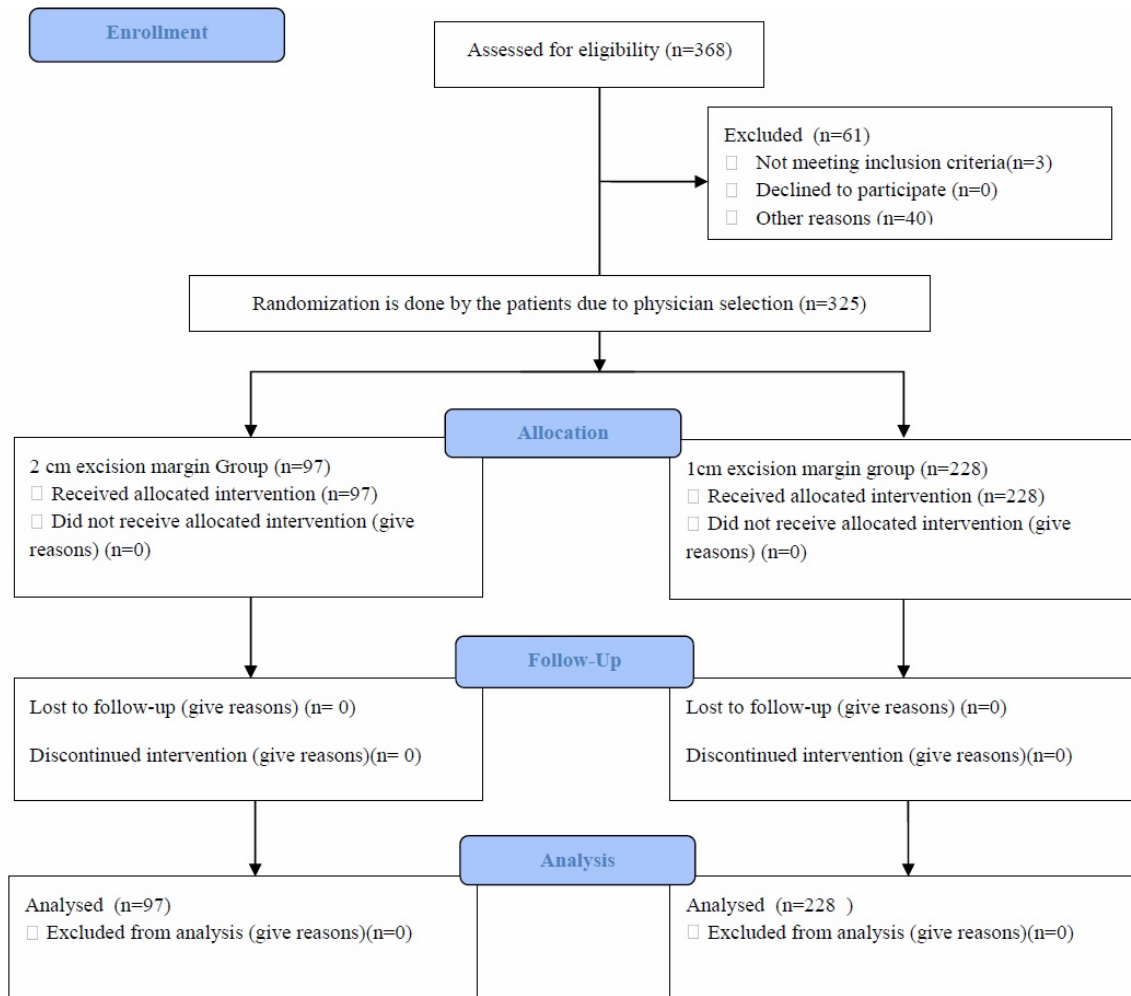 Enrollment
Assessed for eligibility (n=368)
Excluded (n=61)
Not meeting inclusion criteria(n=3)
Declined to participate (n=0)
Other reasons (n=40)
Randomization is done by the patients due to physician selection (n=325)
Allocation
2 cm excision margin Group (n=97)
Received allocated intervention (n=97)
Did not receive allocated intervention (give
reasons) (n=0)
1cm excision margin group (n=228)
Received allocated intervention (n=228)
Did not receive allocated intervention (give
reasons) (n=0)
Follow-Up
Lost to follow-up (give reasons) (n= 0)
Discontinued intervention (give reasons)(n= 0)
Lost to follow-up (give reasons) (n=0)
Discontinued intervention (give reasons)(n=0)
Analysis
Analysed (n=97)
Excluded from analysis (give reasons)(n=0)
Analysed (n=228 )
Excluded from analysis (give reasons)(n=0)